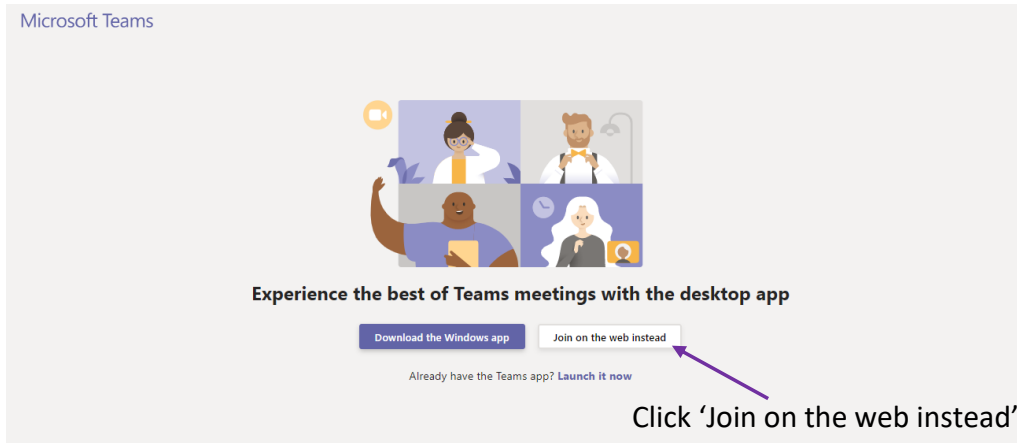 Microsoft Teams
Experience the best of Teams meetings with the desktop app
Download the Windows app
Join on the web instead
Already have the Teams app? Launch it now
Click ‘Join on the web instead’